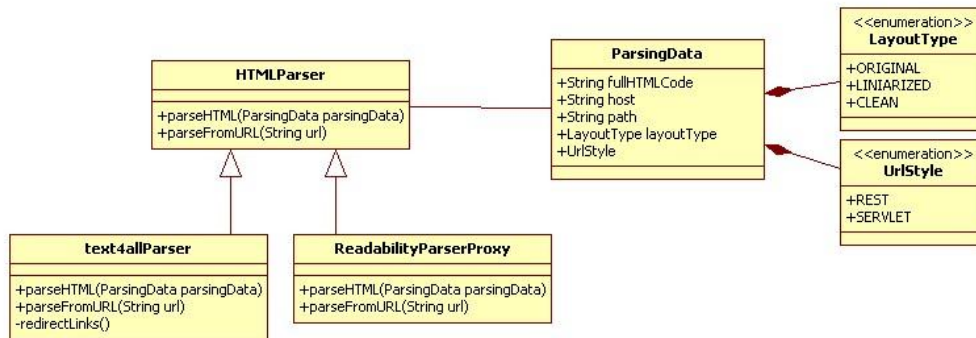 HTMLParser
+parseHTML(ParsingData parsingData)
+parseFromURL(String url)
text4allParser
+parseHTML(ParsingData parsingData)
+parseFromURL(String url)
-redirectLinks()
ReadabilityParserProxy
+parseHTML(ParsingData parsingData)
+parseFromURL(String url)
ParsingData
+String fullHTMLCode
+String host
+String path
+LayoutType layoutType
+UrlStyle
<<enumeration>>
LayoutType
+ORIGINAL
+LINIARIZED
+CLEAN
<<enumeration>>
UrlStyle
+REST
+SERVLET